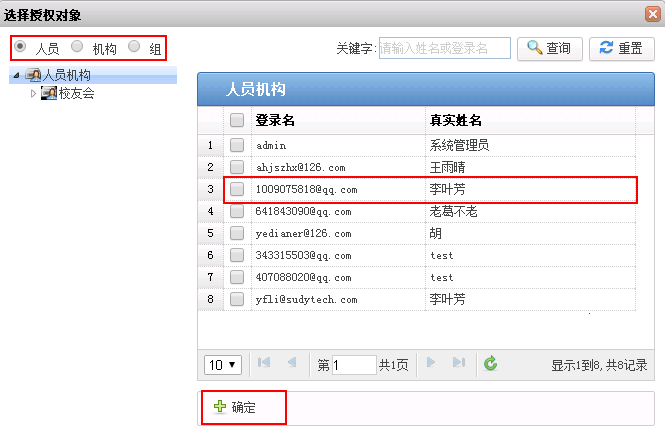 选择授权对象
人员 机构 组
关键字: 请输入姓名或登录名 查询 重置
人员机构
校友会
人员机构
登录名 真实姓名
1 admin 系统管理员
2 ahjszhx@126.com 王雨晴
3 1009075818@qq.com 李叶芳
4 641843090@qq.com 老葛不老
5 yedianer@126.com 胡
6 343315503@qq.com test
7 407088020@qq.com test
8 yfli@sudytech.com 李叶芳
10 第 1 共1页 显示1到8, 共8记录
确定